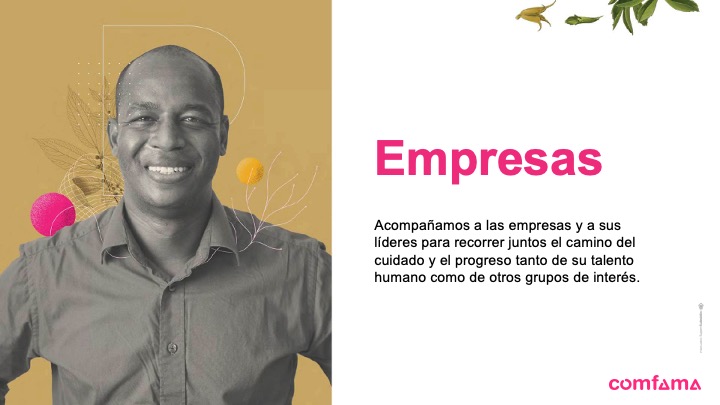 Empresas
Acompañamos a las empresas y a sus
líderes para recorrer juntos el camino del
cuidado y el progreso tanto de su talento
humano como de otros grupos de interés.
comfama